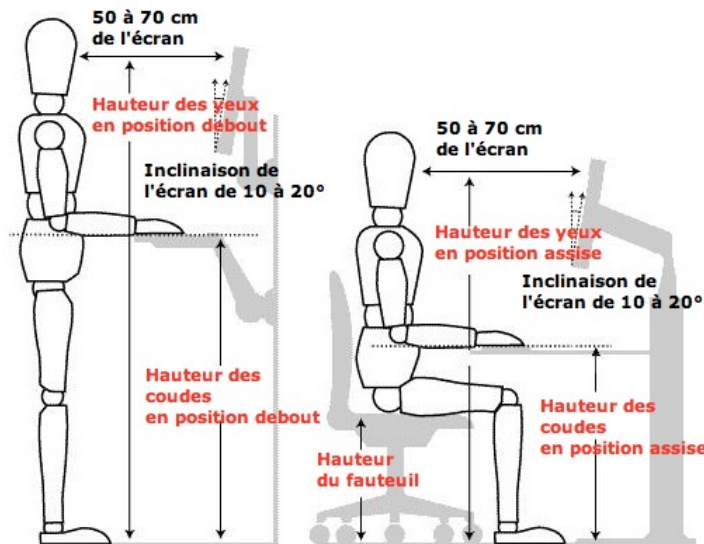 50 à 70 cm
de l'écran
Hauteur des yeux
en position debout
Inclinaison de
l'écran de 10 à 20°
Hauteur des
coudes
en position debout
50 à 70 cm
de l'écran
Hauteur des yeux
en position assise
Inclinaison de
l'écran de 10 à 20°
Hauteur des
coudes
en position assise
Hauteur
du fauteuil